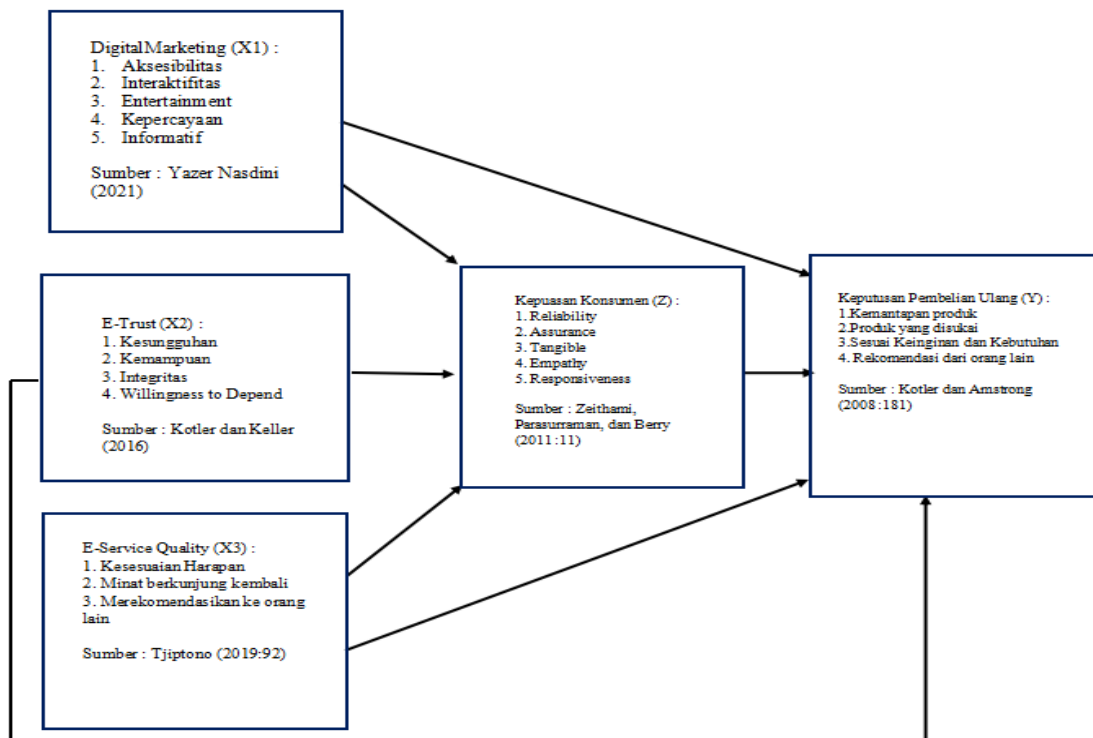 Digital Marketing (X1) :
1. Aksesibilitas
2. Interaktifitas
3. Entertainment
4. Kepercayaan
5. Informatif
Sumber : Yazer Nasdini
(2021)
E-Trust (X2) :
1. Kesungguhan
2. Kemampuan
3. Integritas
4. Willingness to Depend
Sumber : Kotler dan Keller
(2016)
E-Service Quality (X3) :
1. Kesesuaian Harapan
2. Minat berkunjung kembali
3. Merekomendasikan ke orang
lain
Sumber : Tjiptono (2019:92)
Kepuasan Konsumen (Z) :
1. Reliability
2. Assurance
3. Tangible
4. Empathy
5. Responsiveness
Sumber : Zeithami,
Parasurraman, dan Berry
(2011:11)
Keputusan Pembelian Ulang (Y) :
1.Kemantapan produk
2.Produk yang disukai
3.Sesuai Keinginan dan Kebutuhan
4. Rekomendasi dari orang lain
Sumber : Kotler dan Amstrong
(2008:181)